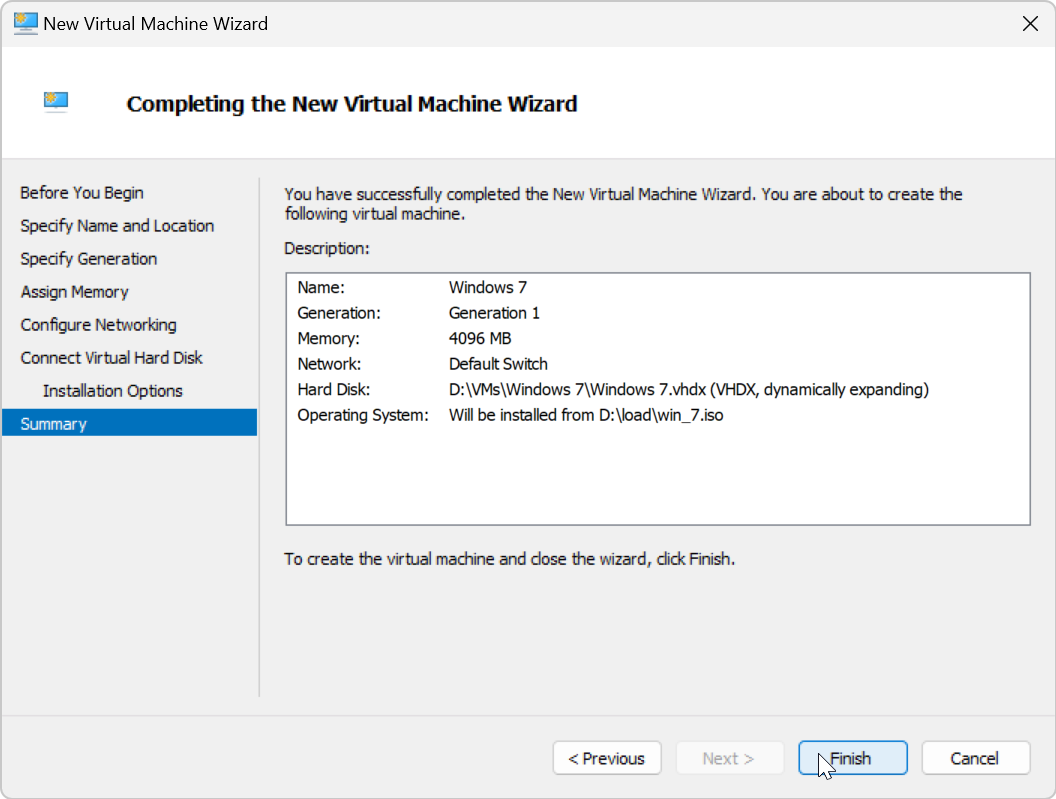 New Virtual Machine Wizard
Completing the New Virtual Machine Wizard
Before You Begin
Specify Name and Location
Specify Generation
Assign Memory
Configure Networking
Connect Virtual Hard Disk
Installation Options
Summary
You have successfully completed the New Virtual Machine Wizard. You are about to create the
following virtual machine.
Description:
Name: Windows 7
Generation: Generation 1
Memory: 4096 MB
Network: Default Switch
Hard Disk: D:\VMs\Windows 7\Windows 7.vhdx (VHDX, dynamically expanding)
Operating System: Will be installed from D:\load\win_7.iso
To create the virtual machine and close the wizard, click Finish.
< Previous Next > Finish Cancel